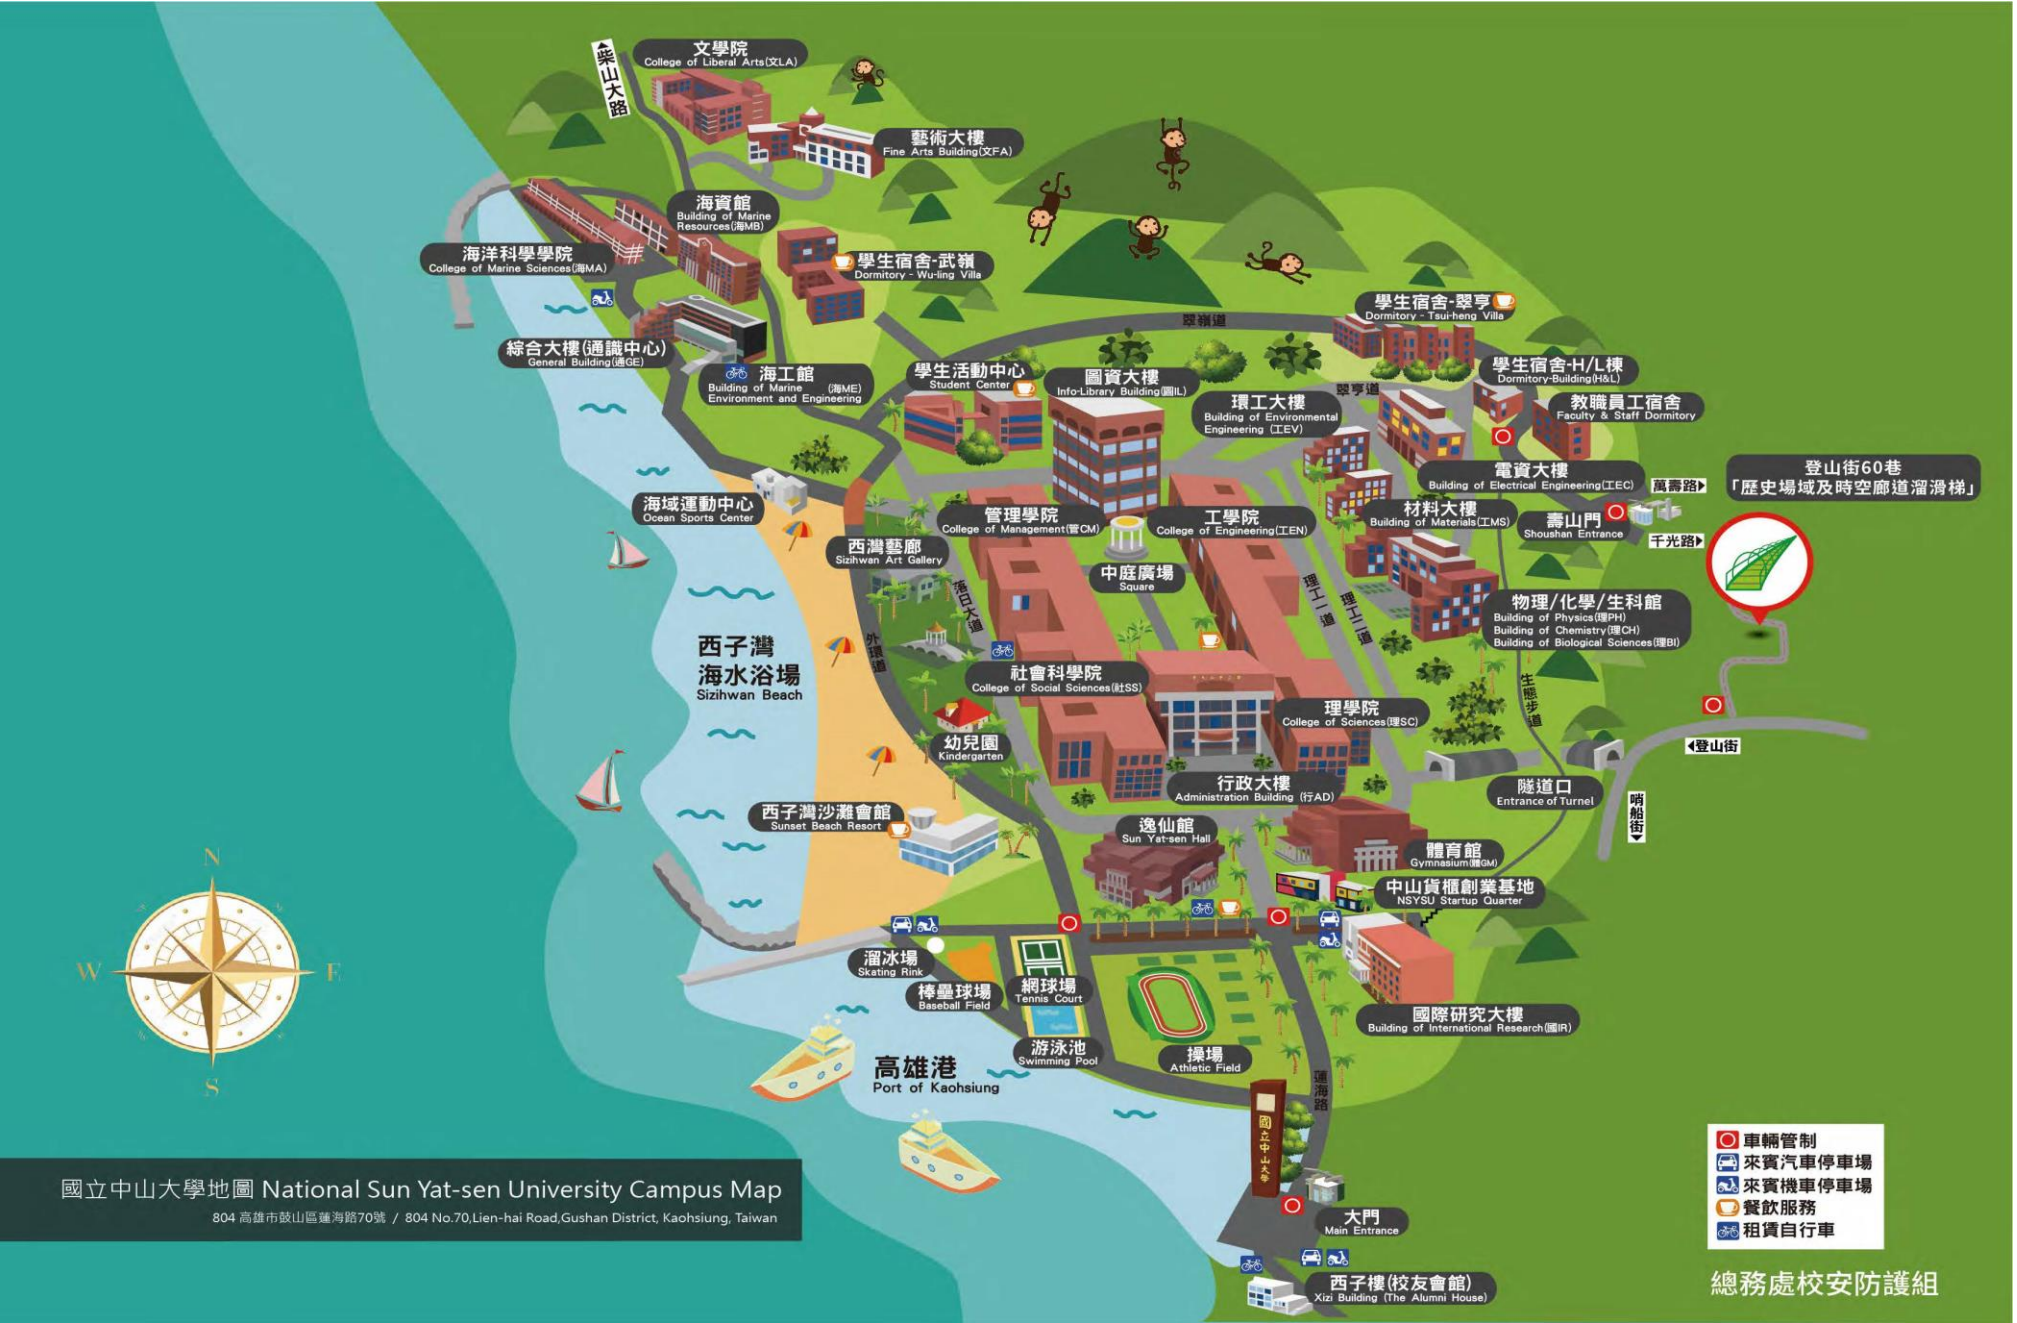 文學院
College of Liberal Arts(文LA)
柴山大路
藝術大樓
Fine Arts Building(文FA)
海資館
Building of Marine
Resources(海MB)
海洋科學學院
College of Marine Sciences(海MA)
學生宿舍-武嶺
Dormitory - Wu-ling Villa
學生宿舍-翠亨
Dormitory - Tsui-heng Villa
翠嶺道
綜合大樓(通識中心)
General Building(通GE)
海工館
Building of Marine (海ME)
Environment and Engineering
學生活動中心
Student Center
圖資大樓
Info-Library Building(圖IL)
學生宿舍-H/L棟
Dormitory-Building(H&L)
翠亨道
環工大樓
Building of Environmental
Engineering (工EV)
教職員工宿舍
Faculty & Staff Dormitory
電資大樓
Building of Electrical Engineering(工EC)
登山街60巷
「歷史場域及時空廊道溜滑梯」
萬壽路
海域運動中心
Ocean Sports Center
管理學院
College of Management(管CM)
工學院
College of Engineering(工EN)
材料大樓
Building of Materials(工MS)
壽山門
Shoushan Entrance
千光路
西灣藝廊
Sizihwan Art Gallery
中庭廣場
Square
落日大道
理工一道
理工二道
外環道
物理/化學/生科館
Building of Physics(理PH)
Building of Chemistry(理CH)
Building of Biological Sciences(理BI)
西子灣
海水浴場
Sizihwan Beach
社會科學院
College of Social Sciences(社SS)
生態步道
理學院
College of Sciences(理SC)
幼兒園
Kindergarten
登山街
行政大樓
Administration Building (行AD)
隧道口
Entrance of Turnel
哨船街
西子灣沙灘會館
Sunset Beach Resort
逸仙館
Sun Yat-sen Hall
體育館
Gymnasium(體GM)
中山貨櫃創業基地
NSYSU Startup Quarter
溜冰場
Skating Rink
棒壘球場
Baseball Field
網球場
Tennis Court
國際研究大樓
Building of International Research(國IR)
游泳池
Swimming Pool
操場
Athletic Field
高雄港
Port of Kaohsiung
蓮海路
國立中山大學
大門
Main Entrance
西子樓(校友會館)
Xizi Building (The Alumni House)
N
W
E
S
國立中山大學地圖 National Sun Yat-sen University Campus Map
804 高雄市鼓山區蓮海路70號 / 804 No.70,Lien-hai Road,Gushan District, Kaohsiung, Taiwan
車輛管制
來賓汽車停車場
來賓機車停車場
餐飲服務
租賃自行車
總務處校安防護組